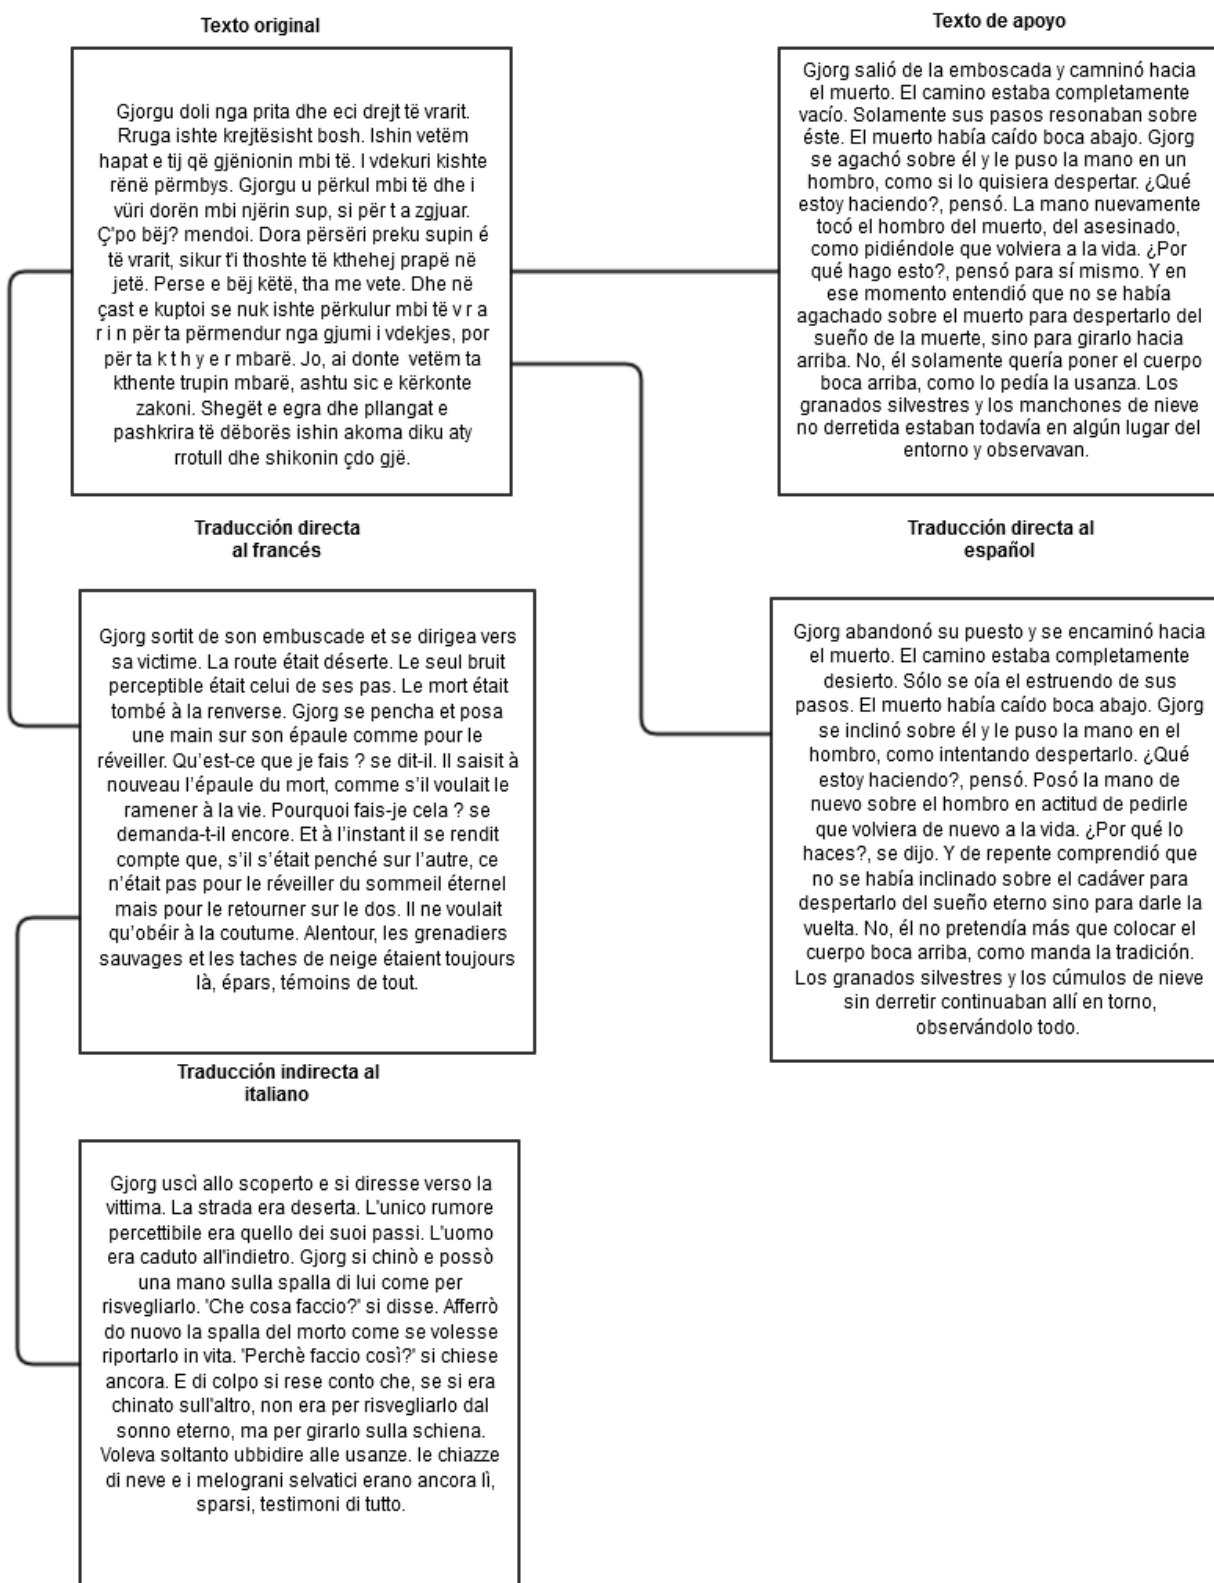 Texto original
Gjorgu doli nga prita dhe eci drejt të vrarit.
Rruga ishte krejtësisht bosh. Ishin vetëm
hapat e tij që gjënionin mbi të. I vdekuri kishte
rënë përmbys. Gjorgu u përkul mbi të dhe i
vüri dorën mbi njërin sup, si për t a zgjuar.
Ç'po bëj? mendoi. Dora përsëri preku supin é
të vrarit, sikur t'i thoshte të kthehej prapë në
jetë. Perse e bëj këtë, tha me vete. Dhe në
çast e kuptoi se nuk ishte përkulur mbi të v r a
r i n për ta përmendur nga gjumi i vdekjes, por
për ta k t h y e r mbarë. Jo, ai donte  vetëm ta
kthente trupin mbarë, ashtu sic e kërkonte
zakoni. Shegët e egra dhe pllangat e
pashkrira të dëborës ishin akoma diku aty
rrotull dhe shikonin çdo gjë.
Texto de apoyo
Gjorg salió de la emboscada y camninó hacia
el muerto. El camino estaba completamente
vacío. Solamente sus pasos resonaban sobre
éste. El muerto había caído boca abajo. Gjorg
se agachó sobre él y le puso la mano en un
hombro, como si lo quisiera despertar. ¿Qué
estoy haciendo?, pensó. La mano nuevamente
tocó el hombro del muerto, del asesinado,
como pidiéndole que volviera a la vida. ¿Por
qué hago esto?, pensó para sí mismo. Y en
ese momento entendió que no se había
agachado sobre el muerto para despertarlo del
sueño de la muerte, sino para girarlo hacia
arriba. No, él solamente quería poner el cuerpo
boca arriba, como lo pedía la usanza. Los
granados silvestres y los manchones de nieve
no derretida estaban todavía en algún lugar del
entorno y observavan.
Traducción directa
al francés
Gjorg sortit de son embuscade et se dirigea vers
sa victime. La route était déserte. Le seul bruit
perceptible était celui de ses pas. Le mort était
tombé à la renverse. Gjorg se pencha et posa
une main sur son épaule comme pour le
réveiller. Qu'est-ce que je fais ? se dit-il. Il saisit à
nouveau l'épaule du mort, comme s'il voulait le
ramener à la vie. Pourquoi fais-je cela ? se
demanda-t-il encore. Et à l'instant il se rendit
compte que, s'il s'était penché sur l'autre, ce
n'était pas pour le réveiller du sommeil éternel
mais pour le retourner sur le dos. Il ne voulait
qu'obéir à la coutume. Alentour, les grenadiers
sauvages et les taches de neige étaient toujours
là, épars, témoins de tout.
Traducción directa al
español
Gjorg abandonó su puesto y se encaminó hacia
el muerto. El camino estaba completamente
desierto. Sólo se oía el estruendo de sus
pasos. El muerto había caído boca abajo. Gjorg
se inclinó sobre él y le puso la mano en el
hombro, como intentando despertarlo. ¿Qué
estoy haciendo?, pensó. Posó la mano de
nuevo sobre el hombro en actitud de pedirle
que volviera de nuevo a la vida. ¿Por qué lo
haces?, se dijo. Y de repente comprendió que
no se había inclinado sobre el cadáver para
despertarlo del sueño eterno sino para darle la
vuelta. No, él no pretendía más que colocar el
cuerpo boca arriba, como manda la tradición.
Los granados silvestres y los cúmulos de nieve
sin derretir continuaban allí en torno,
observándolo todo.
Traducción indirecta al
italiano
Gjorg uscì allo scoperto e si diresse verso la
vittima. La strada era deserta. L'unico rumore
percettibile era quello dei suoi passi. L'uomo
era caduto all'indietro. Gjorg si chinò e possò
una mano sulla spalla di lui come per
risvegliarlo. 'Che cosa faccio?' si disse. Afferrò
do nuovo la spalla del morto come se volesse
riportarlo in vita. 'Perchè faccio così?' si chiese
ancora. E di colpo si rese conto che, se si era
chinato sull'altro, non era per risvegliarlo dal
sonno eterno, ma per girarlo sulla schiena.
Voleva soltanto ubbidire alle usanze. le chiazze
di neve e i melograni selvatici erano ancora lì,
sparsi, testimoni di tutto.